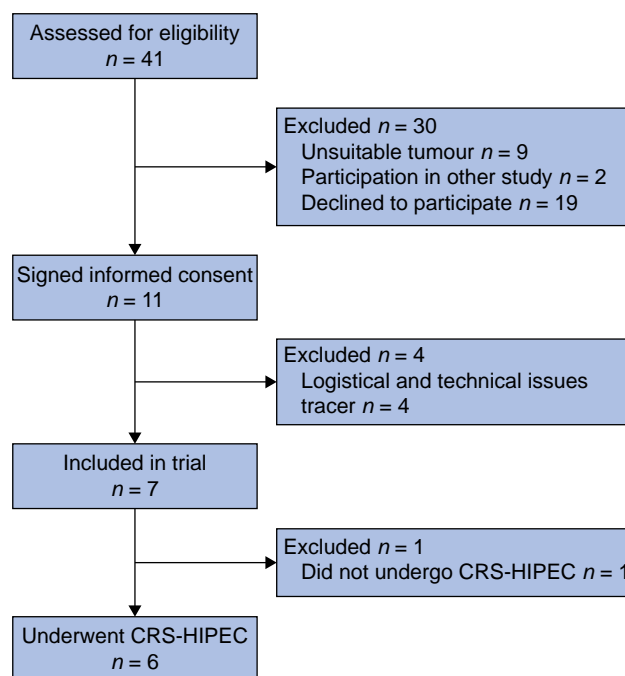 Assessed for eligibility
n = 41
Excluded n = 30
Unsuitable tumour n = 9
Participation in other study n = 2
Declined to participate n = 19
Signed informed consent
n = 11
Excluded n = 4
Logistical and technical issues
tracer n = 4
Included in trial
n = 7
Excluded n = 1
Did not undergo CRS-HIPEC n = 1
Underwent CRS-HIPEC
n = 6